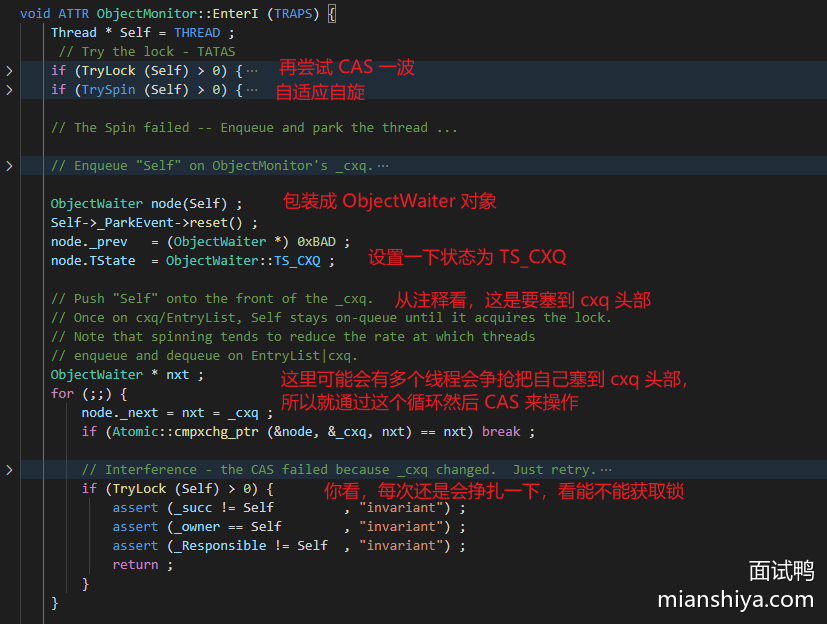 void ATTR ObjectMonitor::EnterI (TRAPS) {
Thread * Self = THREAD ;
// Try the lock - TATAS
if (TryLock (Self) > 0) {… 再尝试 CAS 一波
if (TrySpin (Self) > 0) {… 自适应自旋
// The Spin failed -- Enqueue and park the thread ...
// Enqueue "Self" on ObjectMonitor's _cxq.…
ObjectWaiter node(Self) ; 包装成 ObjectWaiter 对象
Self->_ParkEvent->reset() ;
node._prev   = (ObjectWaiter *) 0xBAD ;
node.TState  = ObjectWaiter::TS_CXQ ; 设置一下状态为 TS_CXQ
// Push "Self" onto the front of the _cxq. 从注释看，这是要塞到 cxq 头部
// Once on cxq/EntryList, Self stays on-queue until it acquires the lock.
// Note that spinning tends to reduce the rate at which threads
// enqueue and dequeue on EntryList|cxq.
ObjectWaiter * nxt ; 这里可能会有多个线程会争抢把自己塞到 cxq 头部，
for (;;) { 所以就通过这个循环然后 CAS 来操作
node._next = nxt = _cxq ;
if (Atomic::cmpxchg_ptr (&node, &_cxq, nxt) == nxt) break ;
// Interference - the CAS failed because _cxq changed.  Just retry.…
if (TryLock (Self) > 0) { 你看，每次还是会挣扎一下，看能不能获取锁
assert (_succ != Self         , "invariant") ;
assert (_owner == Self        , "invariant") ;
assert (_Responsible != Self  , "invariant") ;
return ;
}
}
面试鸭
mianshiya.com